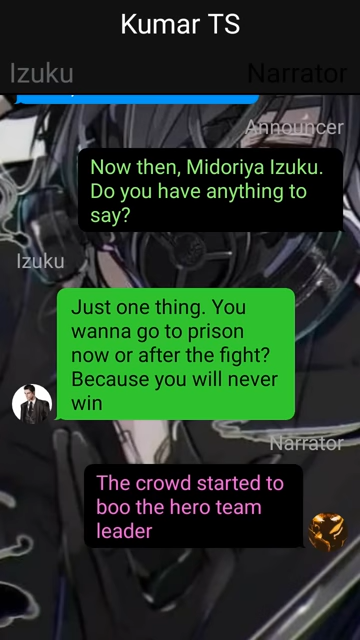 Kumar TS
Izuku
Narrator
Announcer
Now then, Midoriya Izuku.
Do you have anything to
say?
Izuku
Just one thing. You
wanna go to prison
now or after the fight?
Because you will never
win
Narrator
The crowd started to
boo the hero team
leader